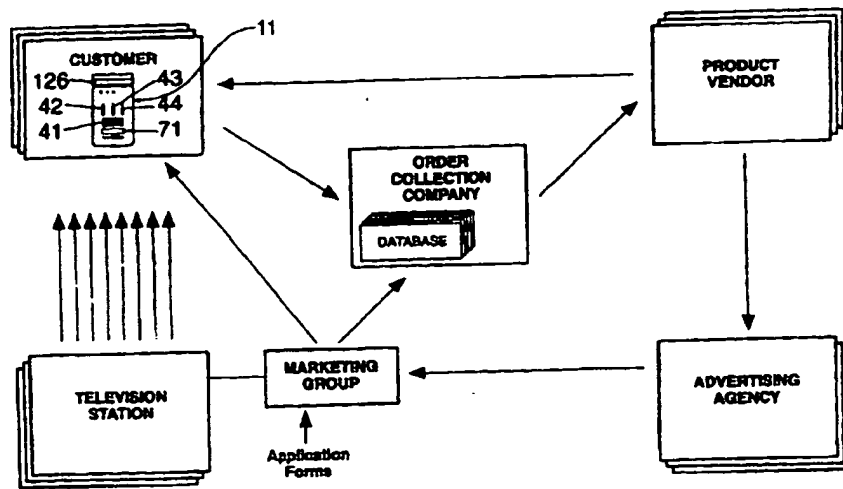 11
CUSTOMER
126
43
42
44
41
71
PRODUCT
VENDOR
ORDER
COLLECTION
COMPANY
DATABASE
TELEVISION
STATION
MARKETING
GROUP
ADVERTISING
AGENCY
Application
Forms